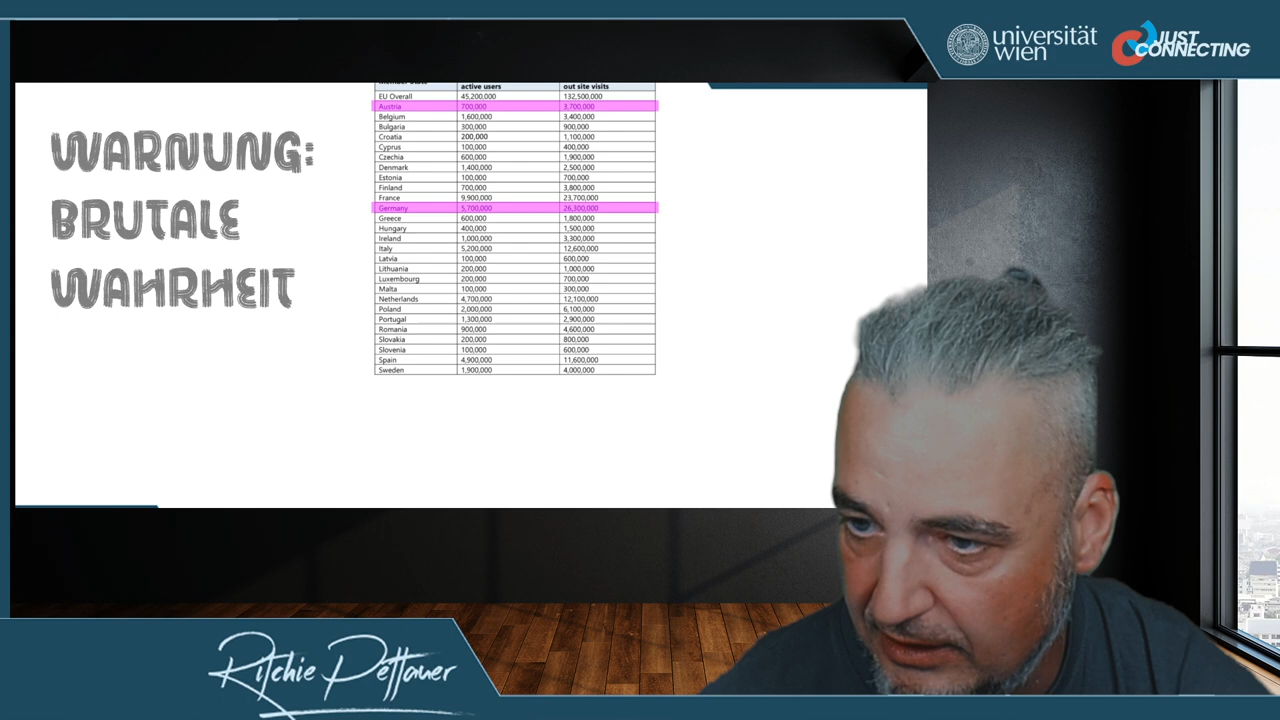 universität
wien
JUST
CONNECTING
WARNUNG:
BRUTALE
WAHRHEIT
active users out site visits
EU Overall 45,200,000 132,500,000
Austria 700,000 3,700,000
Belgium 1,600,000 3,400,000
Bulgaria 300,000 900,000
Croatia 200,000 1,100,000
Cyprus 100,000 400,000
Czechia 600,000 1,900,000
Denmark 1,400,000 2,500,000
Estonia 100,000 700,000
Finland 700,000 3,800,000
France 9,900,000 23,700,000
Germany 5,700,000 26,300,000
Greece 600,000 1,800,000
Hungary 400,000 1,500,000
Ireland 1,000,000 3,300,000
Italy 5,200,000 12,600,000
Latvia 100,000 600,000
Lithuania 200,000 1,000,000
Luxembourg 200,000 700,000
Malta 100,000 300,000
Netherlands 4,700,000 12,100,000
Poland 2,000,000 6,100,000
Portugal 1,300,000 2,900,000
Romania 900,000 4,600,000
Slovakia 200,000 800,000
Slovenia 100,000 600,000
Spain 4,900,000 11,600,000
Sweden 1,900,000 4,000,000
Ritchie Pettauer